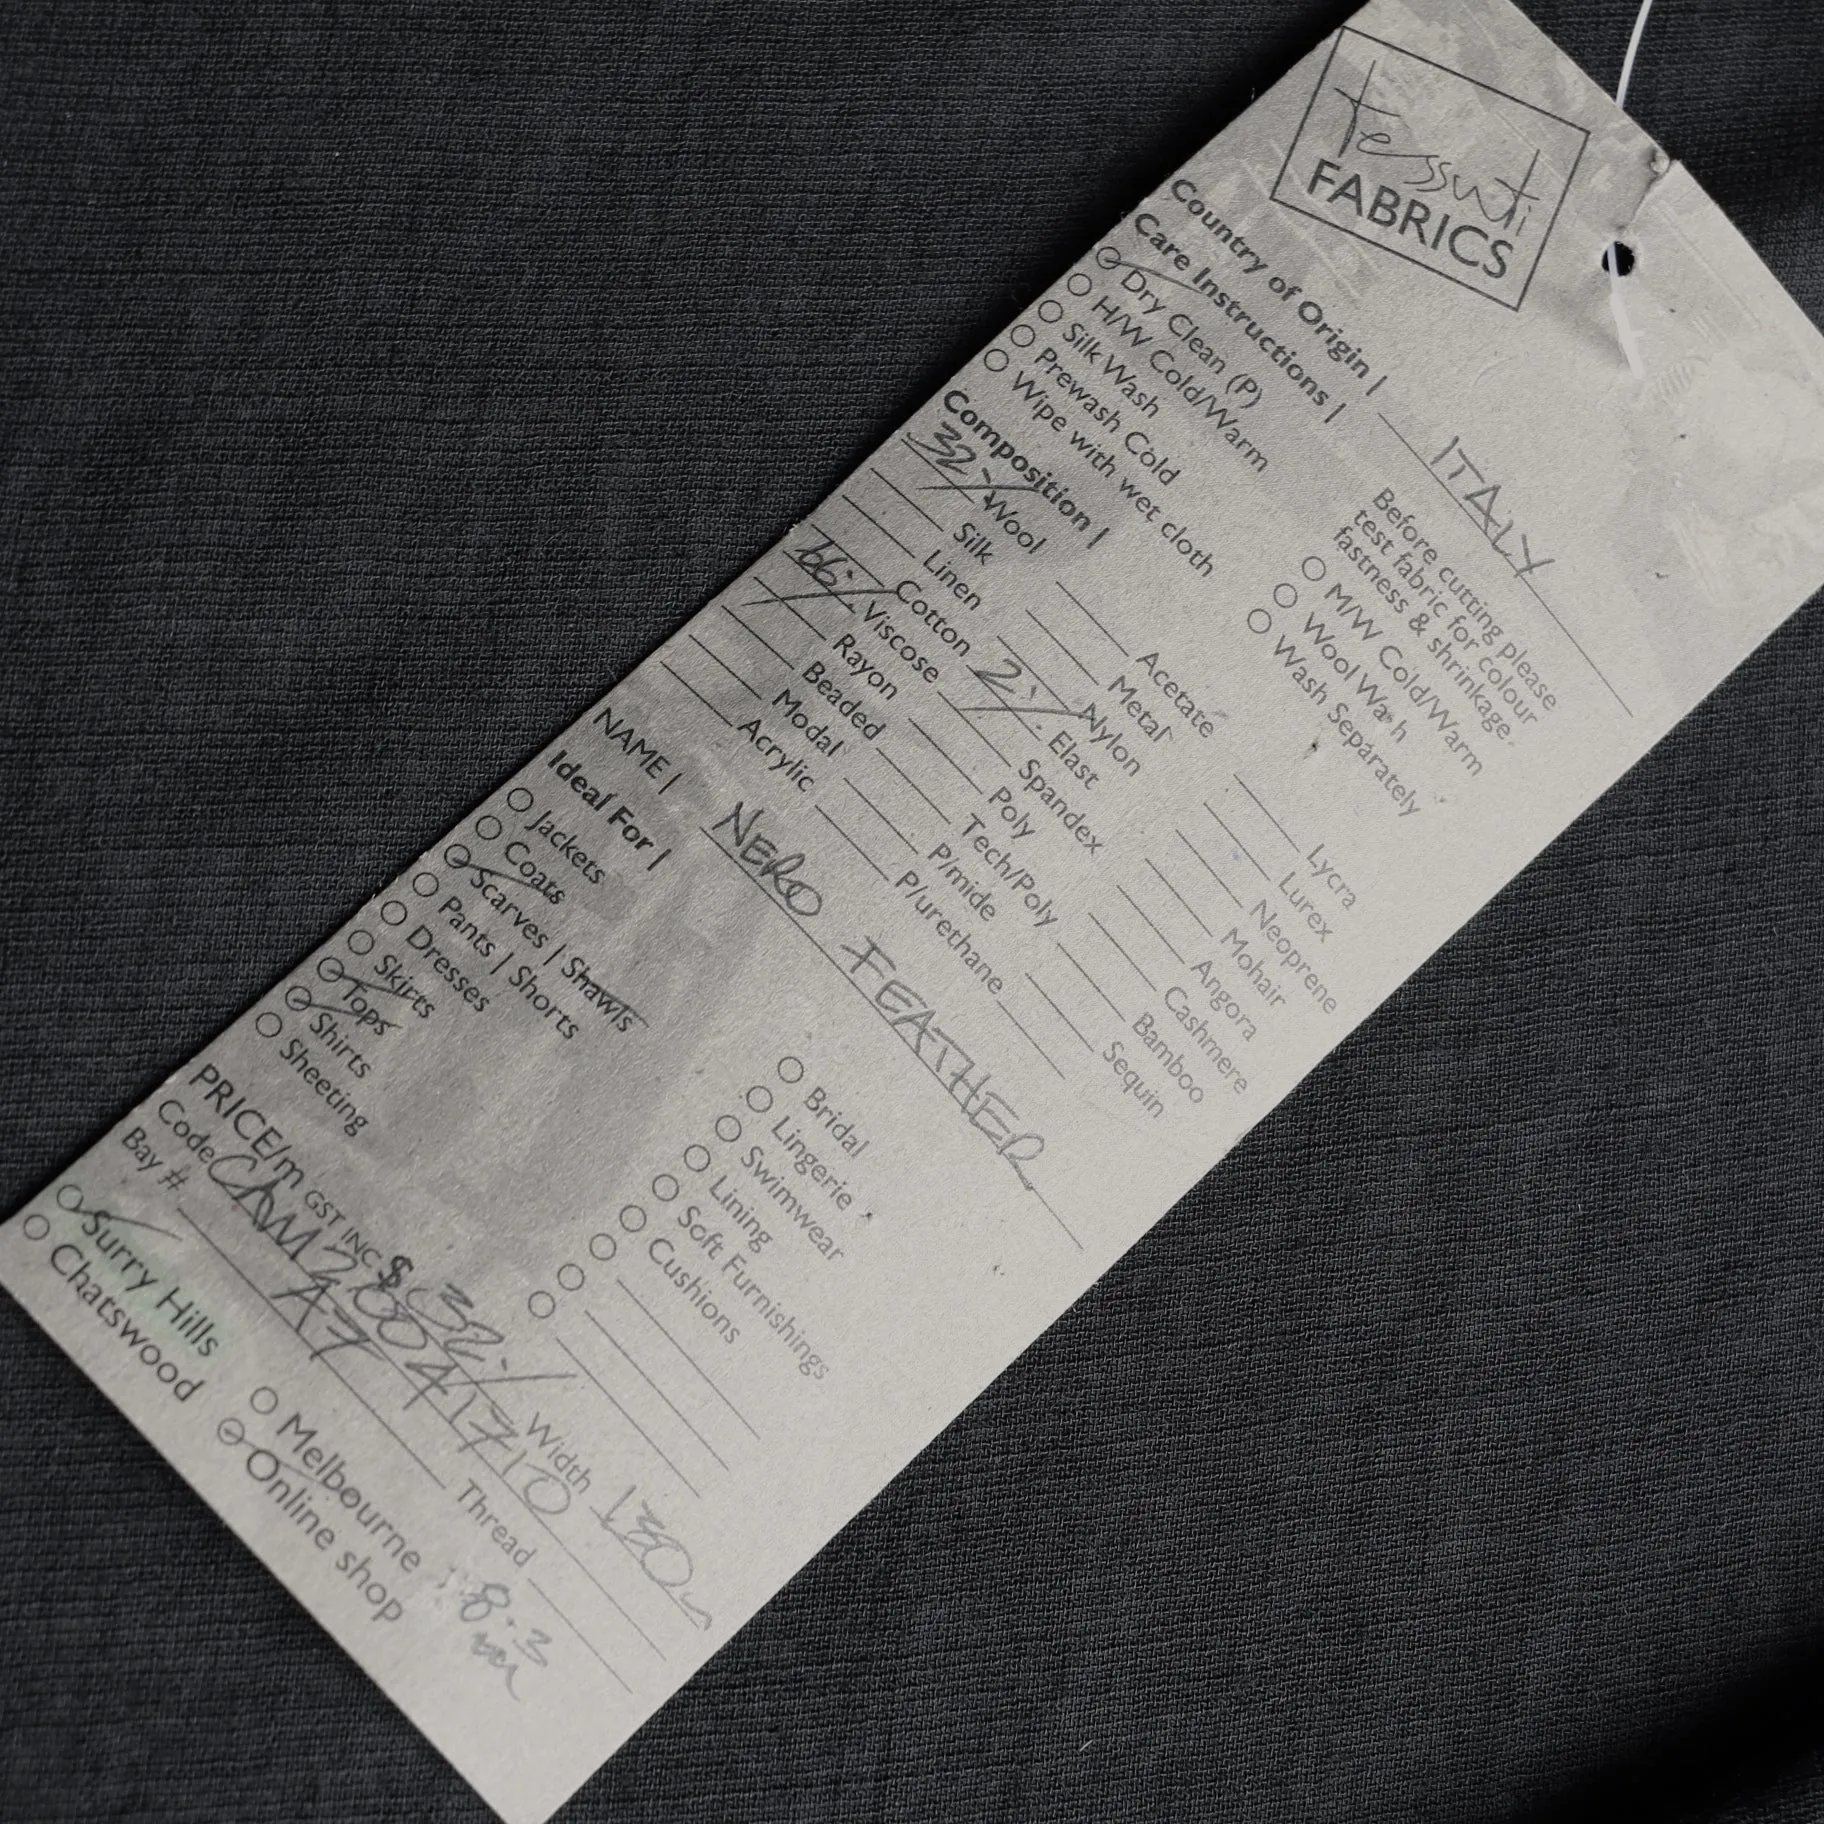 tessuti
FABRICS
Country of Origin | ITALY
Care Instructions |
Dry Clean (P)
H/W Cold/Warm
Silk Wash
Prewash Cold
Wipe with wet cloth
Before cutting please
test fabric for colour
fastness & shrinkage.
M/W Cold/Warm
Wool Wash
Wash Separately
Composition |
32% Wool
Silk
Linen
Cotton
66% Viscose
Rayon
Beaded
Modal
Acrylic
Acetate
Metal
Nylon
2% Elast
Spandex
Poly
Tech/Poly
P/mide
P/urethane
Lycra
Lurex
Neoprene
Mohair
Angora
Cashmere
Bamboo
Sequin
NAME | NERO FEATHER
Ideal For |
Jackets
Coats
Scarves | Shawls
Pants | Shorts
Dresses
Skirts
Tops
Shirts
Sheeting
Bridal
Lingerie
Swimwear
Lining
Soft Furnishings
Cushions
PRICE/m GST INC $ 32.- Width 130
Code CAM20041710
Bay # A7 Thread
Surry Hills
Chatswood
Melbourne
Online shop
8.3